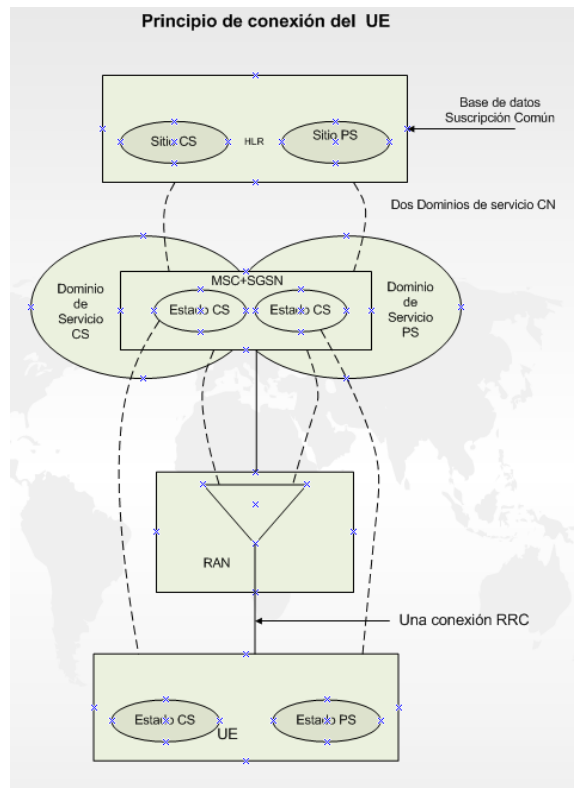 Principio de conexión del UE
Sitio CS
HLR
Sitio PS
Base de datos
Suscripción Común
Dos Dominios de servicio CN
MSC+SGSN
Dominio
de
Servicio
CS
Estado CS
Estado CS
Dominio
de
Servicio
PS
RAN
Una conexión RRC
Estado CS
UE
Estado PS